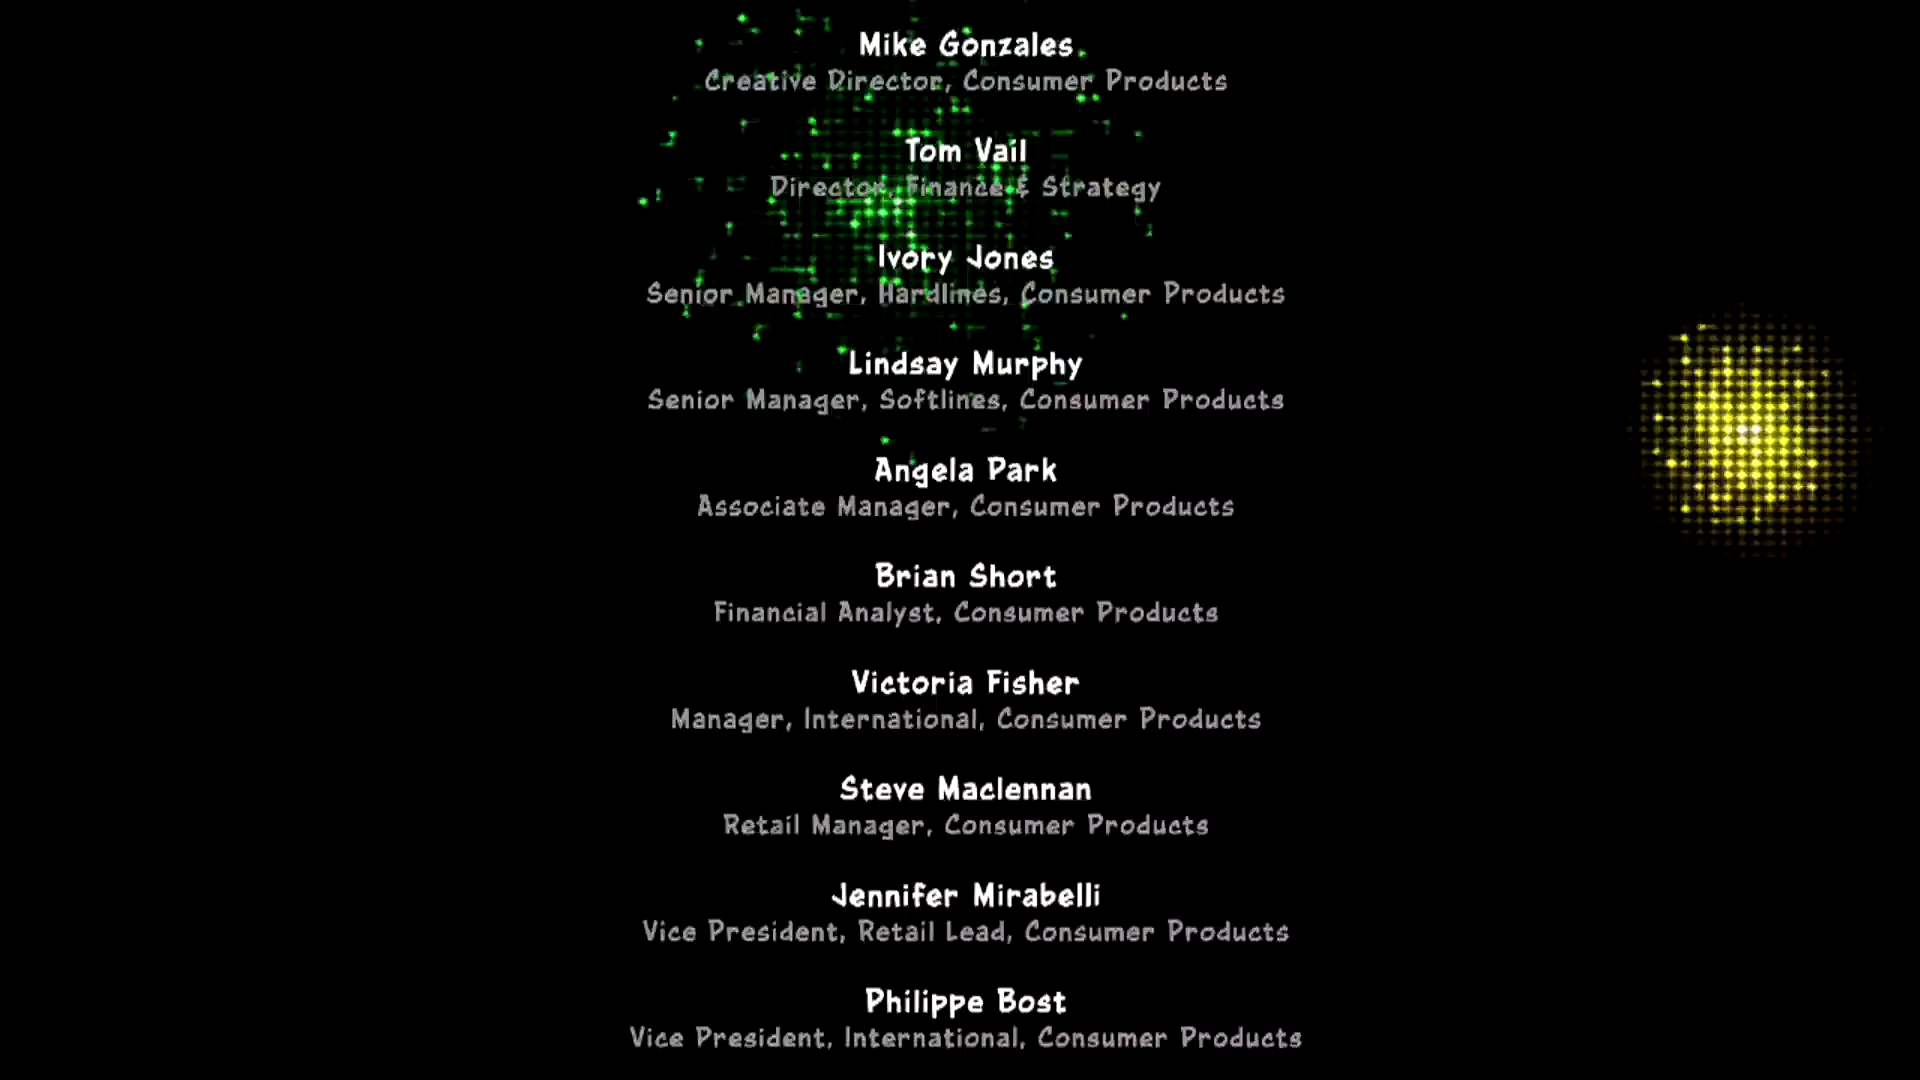 Mike Gonzales
Creative Director, Consumer Products
Tom Vail
Director, Finance & Strategy
Ivory Jones
Senior Manager, Hardlines, Consumer Products
Lindsay Murphy
Senior Manager, Softlines, Consumer Products
Angela Park
Associate Manager, Consumer Products
Brian Short
Financial Analyst, Consumer Products
Victoria Fisher
Manager, International, Consumer Products
Steve Maclennan
Retail Manager, Consumer Products
Jennifer Mirabelli
Vice President, Retail Lead, Consumer Products
Philippe Bost
Vice President, International, Consumer Products